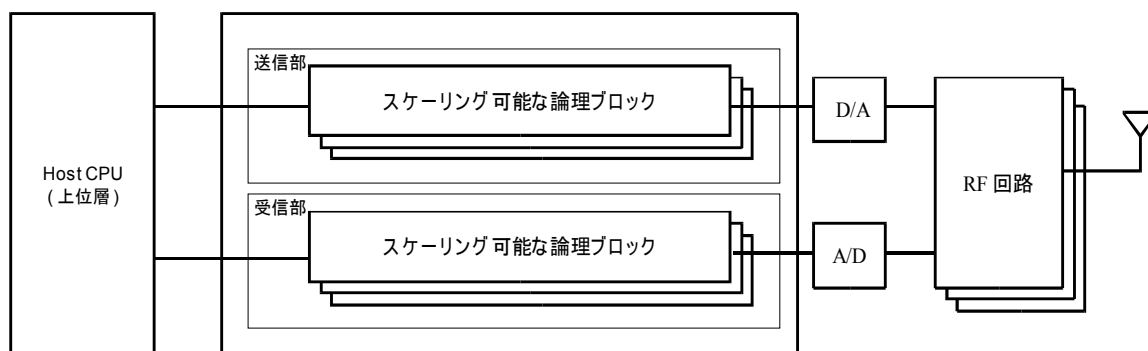 送信部
スケーリング可能な論理ブロック
D/A
Host CPU
(上位層)
RF 回路
受信部
スケーリング可能な論理ブロック
A/D